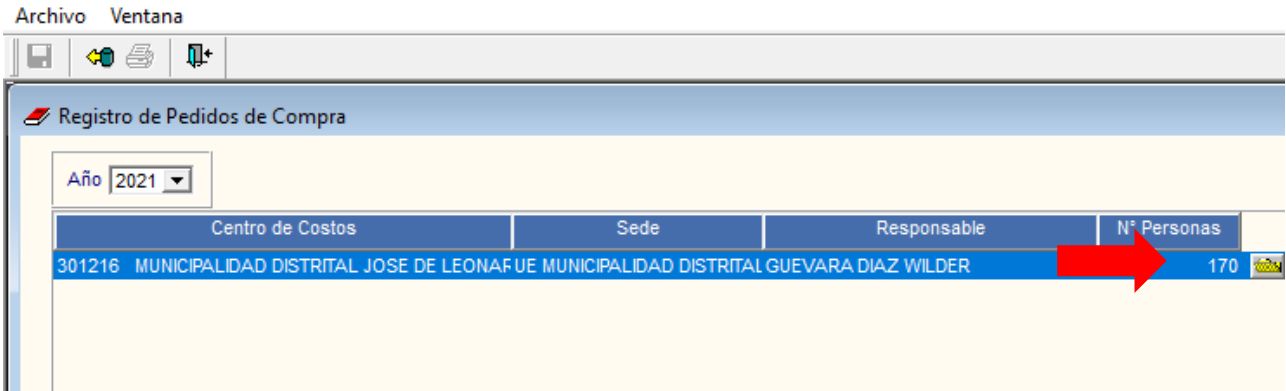 Archivo Ventana
Registro de Pedidos de Compra
Año 2021
Centro de Costos Sede Responsable N° Personas
301216 MUNICIPALIDAD DISTRITAL JOSE DE LEONAR UE MUNICIPALIDAD DISTRITAL GUEVARA DIAZ WILDER 170